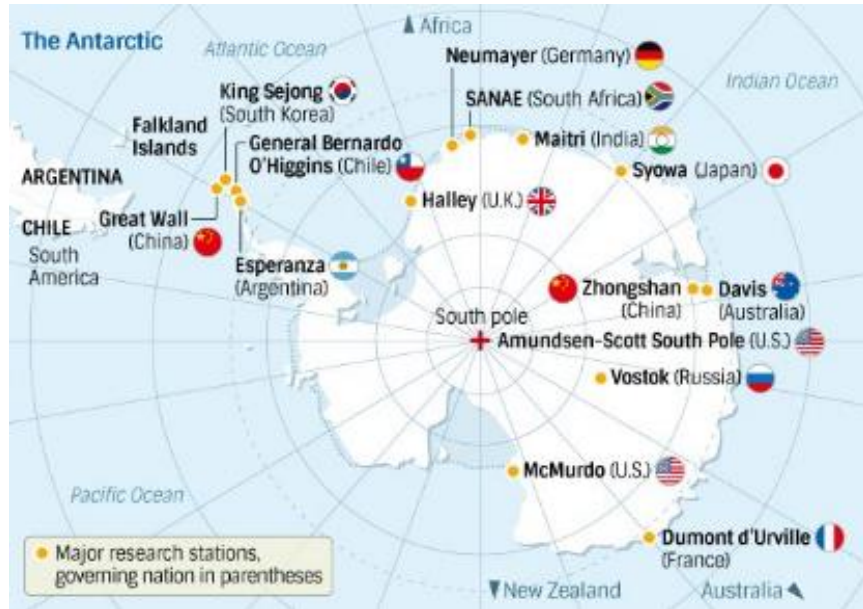 The Antarctic
Atlantic Ocean
Africa
Neumayer (Germany)
Indian Ocean
King Sejong
(South Korea)
SANAE (South Africa)
Falkland
Islands
General Bernardo
O'Higgins (Chile)
Maitri (India)
ARGENTINA
Syowa (Japan)
CHILE
South
America
Great Wall
(China)
Halley (U.K.)
Esperanza
(Argentina)
Zhongshan
(China)
Davis
(Australia)
South pole
Amundsen-Scott South Pole (U.S.)
Vostok (Russia)
McMurdo (U.S.)
Pacific Ocean
Dumont d'Urville
(France)
Major research stations,
governing nation in parentheses
New Zealand
Australia